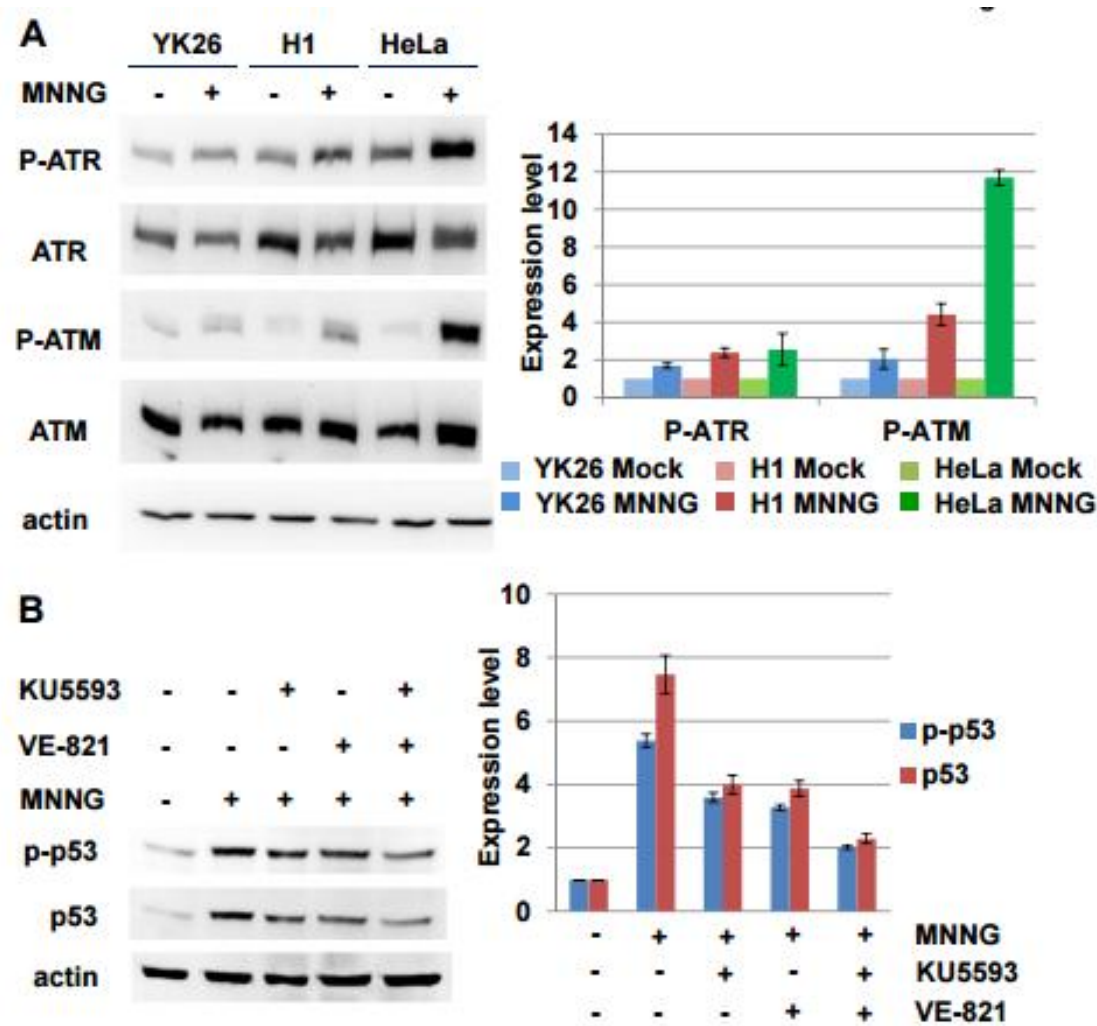 A
YK26 H1 HeLa
MNNG - + - + - +
P-ATR
ATR
P-ATM
ATM
actin
Expression level
14
12
10
8
6
4
2
0
P-ATR P-ATM
YK26 Mock H1 Mock HeLa Mock
YK26 MNNG H1 MNNG HeLa MNNG
B
KU5593 - - + - +
VE-821 - - - + +
MNNG - + + + +
p-p53
p53
actin
Expression level
10
8
6
4
2
0
p-p53
p53
- + + + + MNNG
- - + - + KU5593
- - - + + VE-821